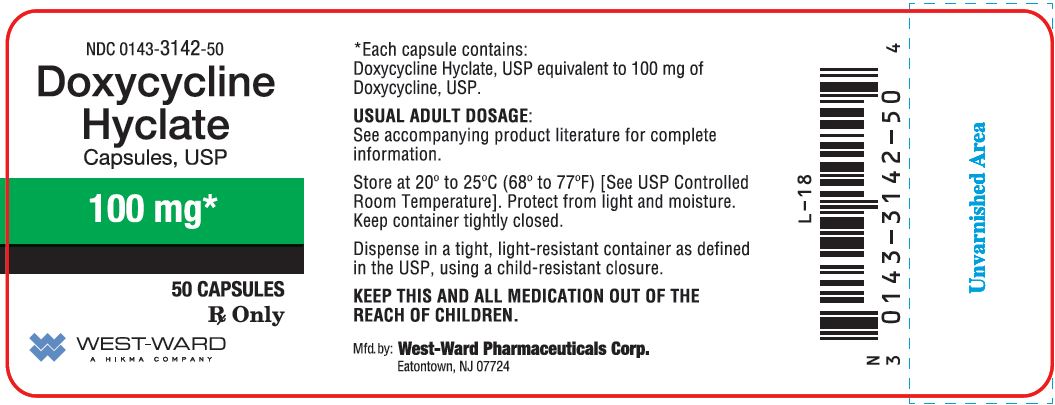 NDC 0143-3142-50
Doxycycline
Hyclate
Capsules, USP
100 mg*
50 CAPSULES
℞ Only
WEST-WARD
A HIKMA COMPANY
*Each capsule contains:
Doxycycline Hyclate, USP equivalent to 100 mg of
Doxycycline, USP.
USUAL ADULT DOSAGE:
See accompanying product literature for complete
information.
Store at 20º to 25ºC (68º to 77ºF) [See USP Controlled
Room Temperature]. Protect from light and moisture.
Keep container tightly closed.
Dispense in a tight, light-resistant container as defined
in the USP, using a child-resistant closure.
KEEP THIS AND ALL MEDICATION OUT OF THE
REACH OF CHILDREN.
Mfd. by: West-Ward Pharmaceuticals Corp.
Eatontown, NJ 07724
L-18
N
3 0143-3142-50 4
Unvarnished Area